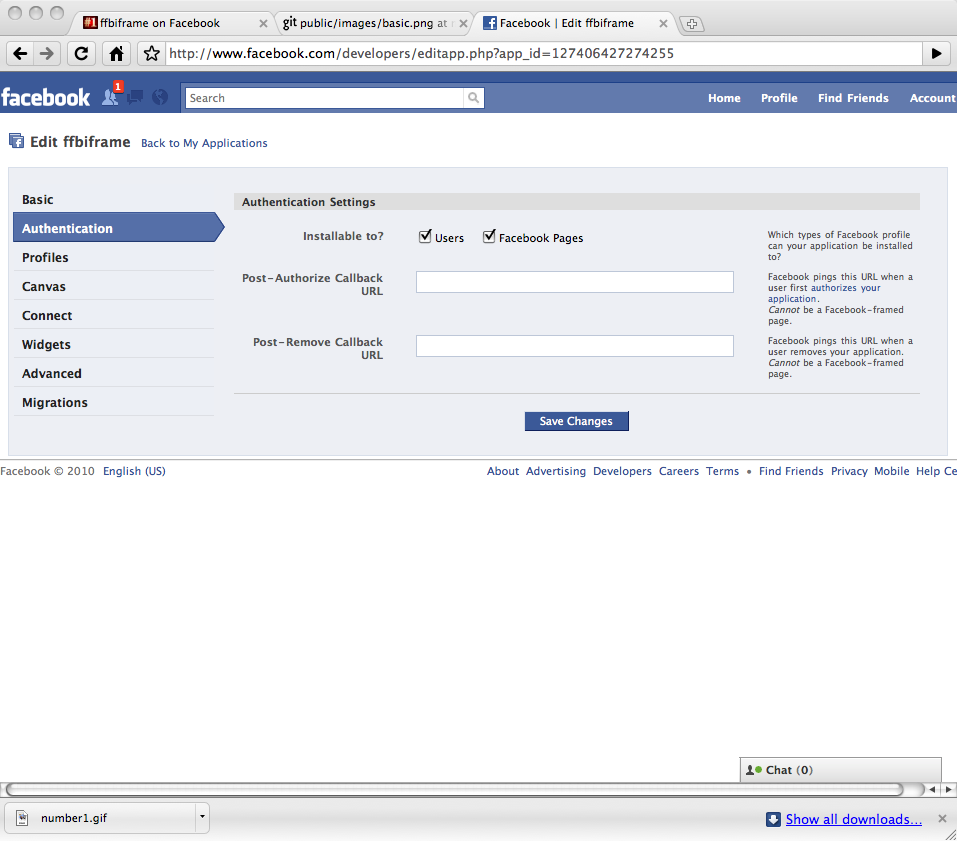 #1 ffbiframe on Facebook
git public/images/basic.png at
Facebook | Edit ffbiframe
http://www.facebook.com/developers/editapp.php?app_id=127406427274255
facebook
1
Search
Home Profile Find Friends Account
Edit ffbiframe Back to My Applications
Basic
Authentication
Profiles
Canvas
Connect
Widgets
Advanced
Migrations
Authentication Settings
Installable to?
Users
Facebook Pages
Which types of Facebook profile
can your application be installed
to?
Post-Authorize Callback
URL
Facebook pings this URL when a
user first authorizes your
application.
Cannot be a Facebook-framed
page.
Post-Remove Callback
URL
Facebook pings this URL when a
user removes your application.
Cannot be a Facebook-framed
page.
Save Changes
Facebook © 2010 English (US)
About Advertising Developers Careers Terms • Find Friends Privacy Mobile Help Ce
Chat (0)
number1.gif
Show all downloads...